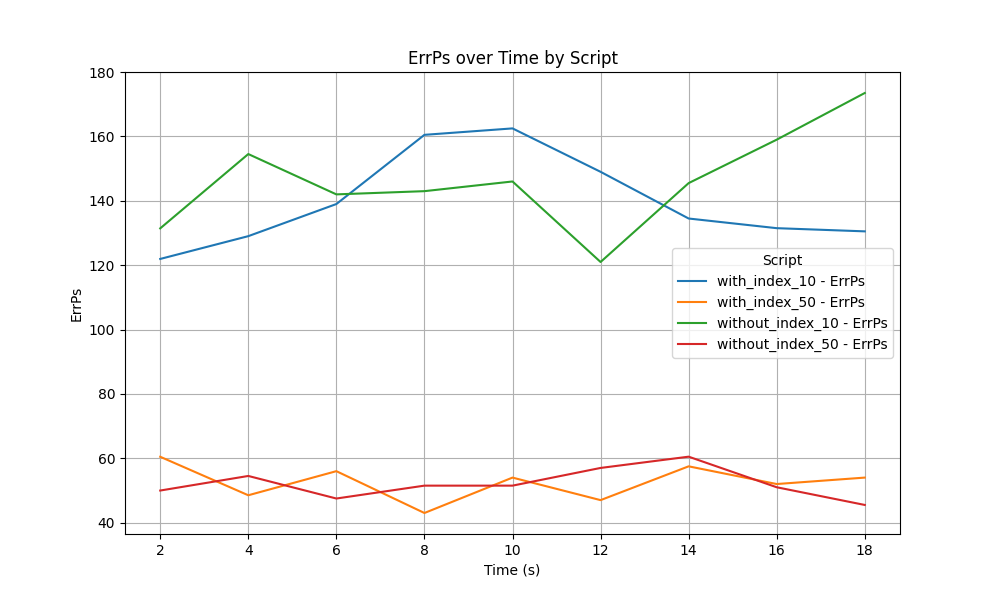 ErrPs over Time by Script
180
160
140
120
100
80
60
40
ErrPs
Script
with_index_10 - ErrPs
with_index_50 - ErrPs
without_index_10 - ErrPs
without_index_50 - ErrPs
2 4 6 8 10 12 14 16 18
Time (s)